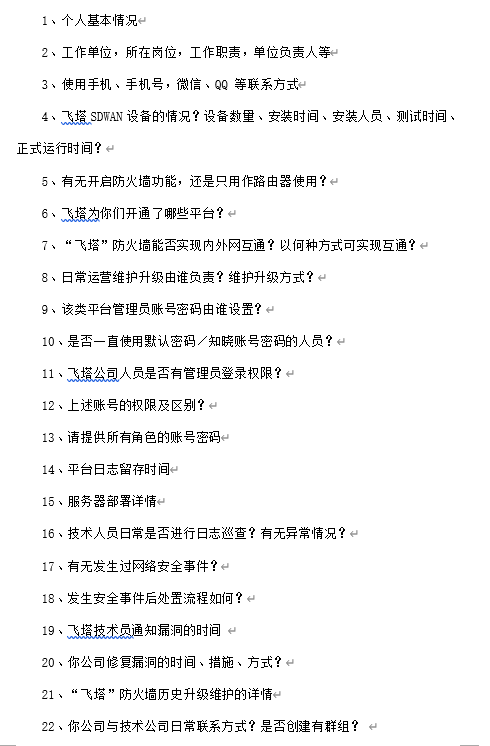 1、个人基本情况
2、工作单位，所在岗位，工作职责，单位负责人等
3、使用手机、手机号，微信、QQ 等联系方式
4、飞塔 SDWAN 设备的情况？设备数量、安装时间、安装人员、测试时间、
正式运行时间？
5、有无开启防火墙功能，还是只用作路由器使用？
6、飞塔为你们开通了哪些平台？
7、“飞塔”防火墙能否实现内外网互通？以何种方式可实现互通？
8、日常运营维护升级由谁负责？维护升级方式？
9、该类平台管理员账号密码由谁设置？
10、是否一直使用默认密码／知晓账号密码的人员？
11、飞塔公司人员是否有管理员登录权限？
12、上述账号的权限及区别？
13、请提供所有角色的账号密码
14、平台日志留存时间
15、服务器部署详情
16、技术人员日常是否进行日志巡查？有无异常情况？
17、有无发生过网络安全事件？
18、发生安全事件后处置流程如何？
19、飞塔技术员通知漏洞的时间
20、你公司修复漏洞的时间、措施、方式？
21、“飞塔”防火墙历史升级维护的详情
22、你公司与技术公司日常联系方式？是否创建有群组？